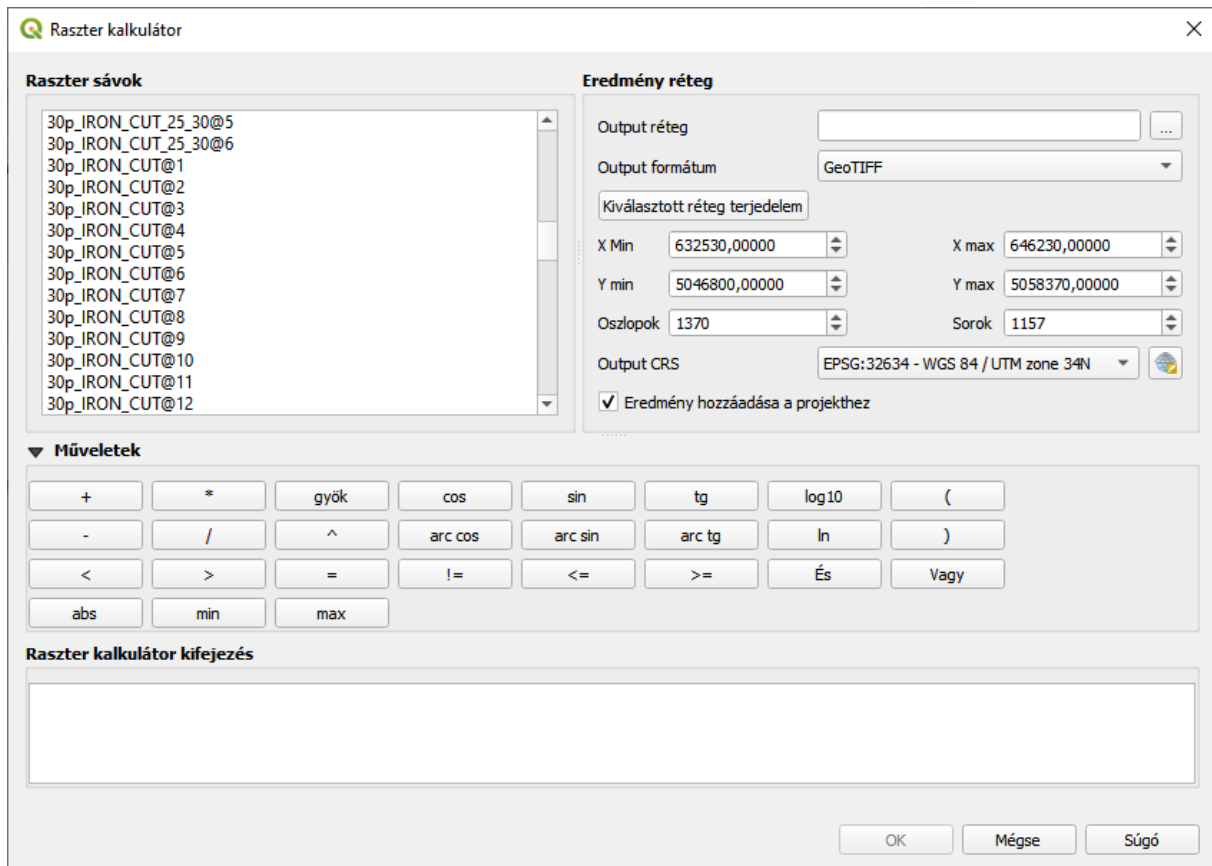 Raszter kalkulátor
Raszter sávok
30p_IRON_CUT_25_30@5
30p_IRON_CUT_25_30@6
30p_IRON_CUT@1
30p_IRON_CUT@2
30p_IRON_CUT@3
30p_IRON_CUT@4
30p_IRON_CUT@5
30p_IRON_CUT@6
30p_IRON_CUT@7
30p_IRON_CUT@8
30p_IRON_CUT@9
30p_IRON_CUT@10
30p_IRON_CUT@11
30p_IRON_CUT@12
Eredmény réteg
Output réteg ...
Output formátum GeoTIFF
Kiválasztott réteg terjedelem
X Min 632530,00000 X max 646230,00000
Y min 5046800,00000 Y max 5058370,00000
Oszlopok 1370 Sorok 1157
Output CRS EPSG:32634 - WGS 84 / UTM zone 34N
Eredmény hozzáadása a projekthez
Műveletek
+ * gyök cos sin tg log10 (
- / ^ arc cos arc sin arc tg ln )
< > = != <= >= És Vagy
abs min max
Raszter kalkulátor kifejezés
OK Mégse Súgó